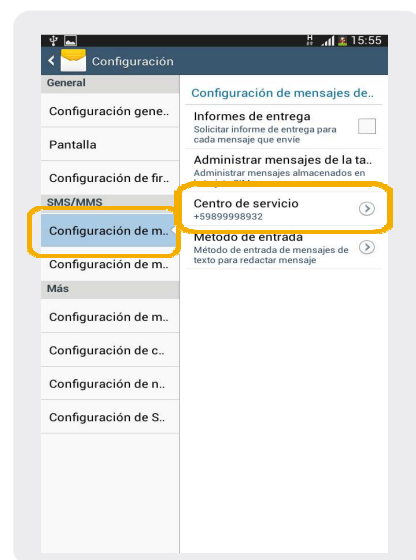 H
15:55
Configuración
General
Configuración gene..
Pantalla
Configuración de fir..
SMS/MMS
Configuración de m..
Configuración de m..
Más
Configuración de m..
Configuración de c..
Configuración de n..
Configuración de S..
Configuración de mensajes de..
Informes de entrega
Solicitar informe de entrega para
cada mensaje que envíe
Administrar mensajes de la ta..
Administrar mensajes almacenados en
Centro de servicio
+59899998932
Método de entrada
Método de entrada de mensajes de
texto para redactar mensaje